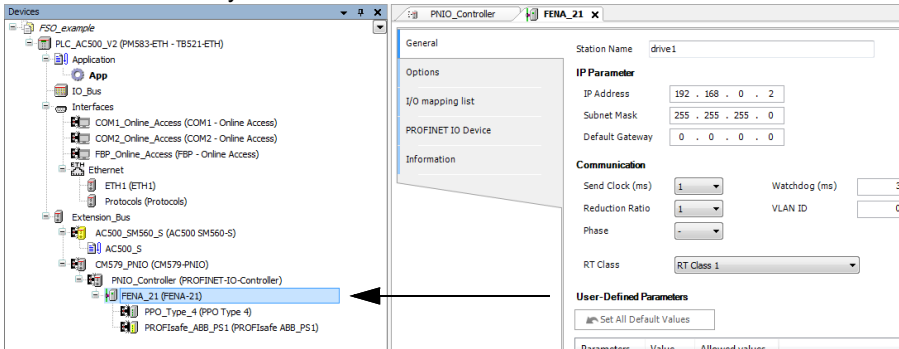 Devices
FSO_example
PLC_AC500_V2 (PM583-ETH - TB521-ETH)
Application
App
IO_Bus
Interfaces
COM1_Online_Access (COM1 - Online Access)
COM2_Online_Access (COM2 - Online Access)
FBP_Online_Access (FBP - Online Access)
ETH
Ethernet
ETH1 (ETH1)
Protocols (Protocols)
Extension_Bus
AC500_SM560_S (AC500 SM560-S)
AC500_S
CM579_PNIO (CM579-PNIO)
PNIO_Controller (PROFINET-IO-Controller)
FENA_21 (FENA-21)
PPO_Type_4 (PPO Type 4)
PROFIsafe_ABB_PS1 (PROFIsafe ABB_PS1)
PNIO_Controller
FENA_21
General
Options
I/O mapping list
PROFINET IO Device
Information
Station Name drive1
IP Parameter
IP Address 192 . 168 . 0 . 2
Subnet Mask 255 . 255 . 255 . 0
Default Gateway 0 . 0 . 0 . 0
Communication
Send Clock (ms) 1 Watchdog (ms) 3
Reduction Ratio 1 VLAN ID 0
Phase -
RT Class RT Class 1
User-Defined Parameters
Set All Default Values
Parameters Value Allowed values